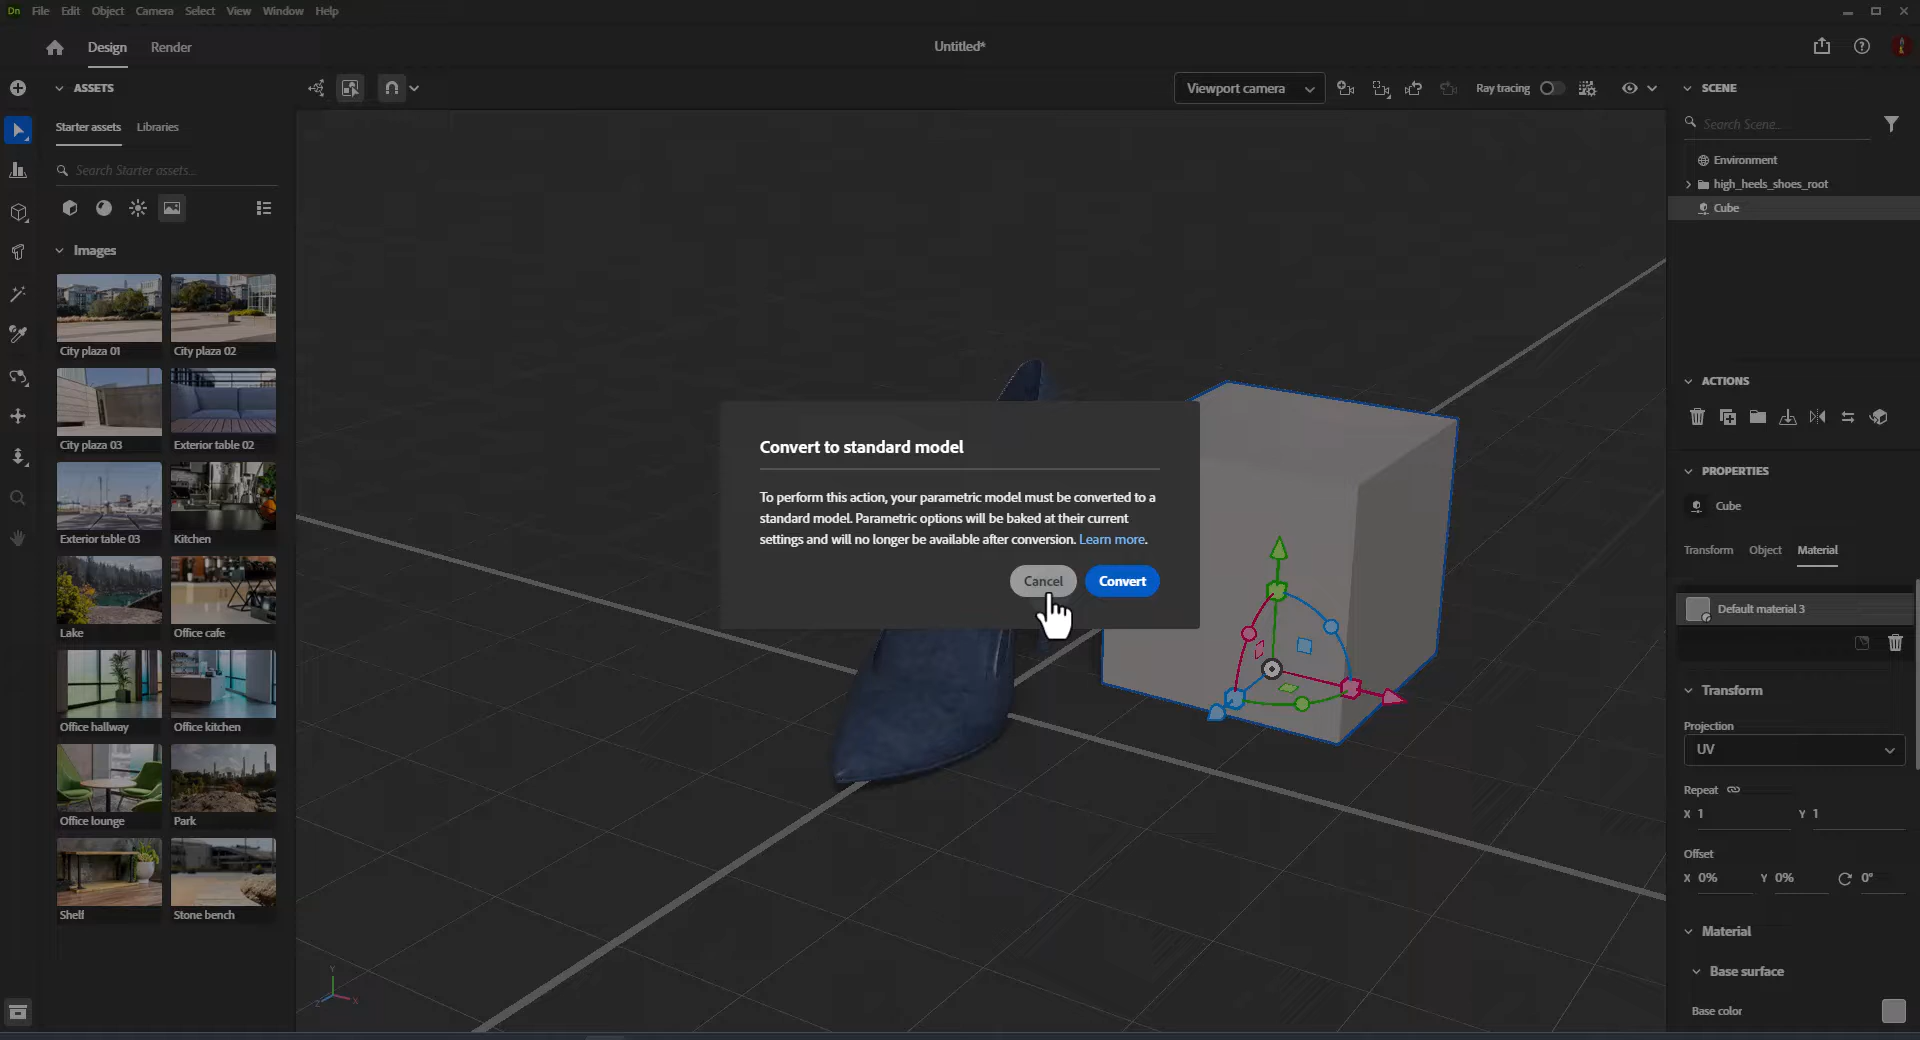 Dn File Edit Object Camera Select View Window Help
Design Render Untitled*
ASSETS
Starter assets Libraries
Search Starter assets...
Images
City plaza 01 City plaza 02
City plaza 03 Exterior table 02
Exterior table 03 Kitchen
Lake Office cafe
Office hallway Office kitchen
Office lounge Park
Shelf Stone bench
Viewport camera Ray tracing
Convert to standard model
To perform this action, your parametric model must be converted to a
standard model. Parametric options will be baked at their current
settings and will no longer be available after conversion. Learn more.
Cancel Convert
Y
Z X
SCENE
Search Scene...
Environment
high_heels_shoes_root
Cube
ACTIONS
PROPERTIES
Cube
Transform Object Material
Default material 3
Transform
Projection
UV
Repeat
X 1 Y 1
Offset
X 0% Y 0% 0°
Material
Base surface
Base color